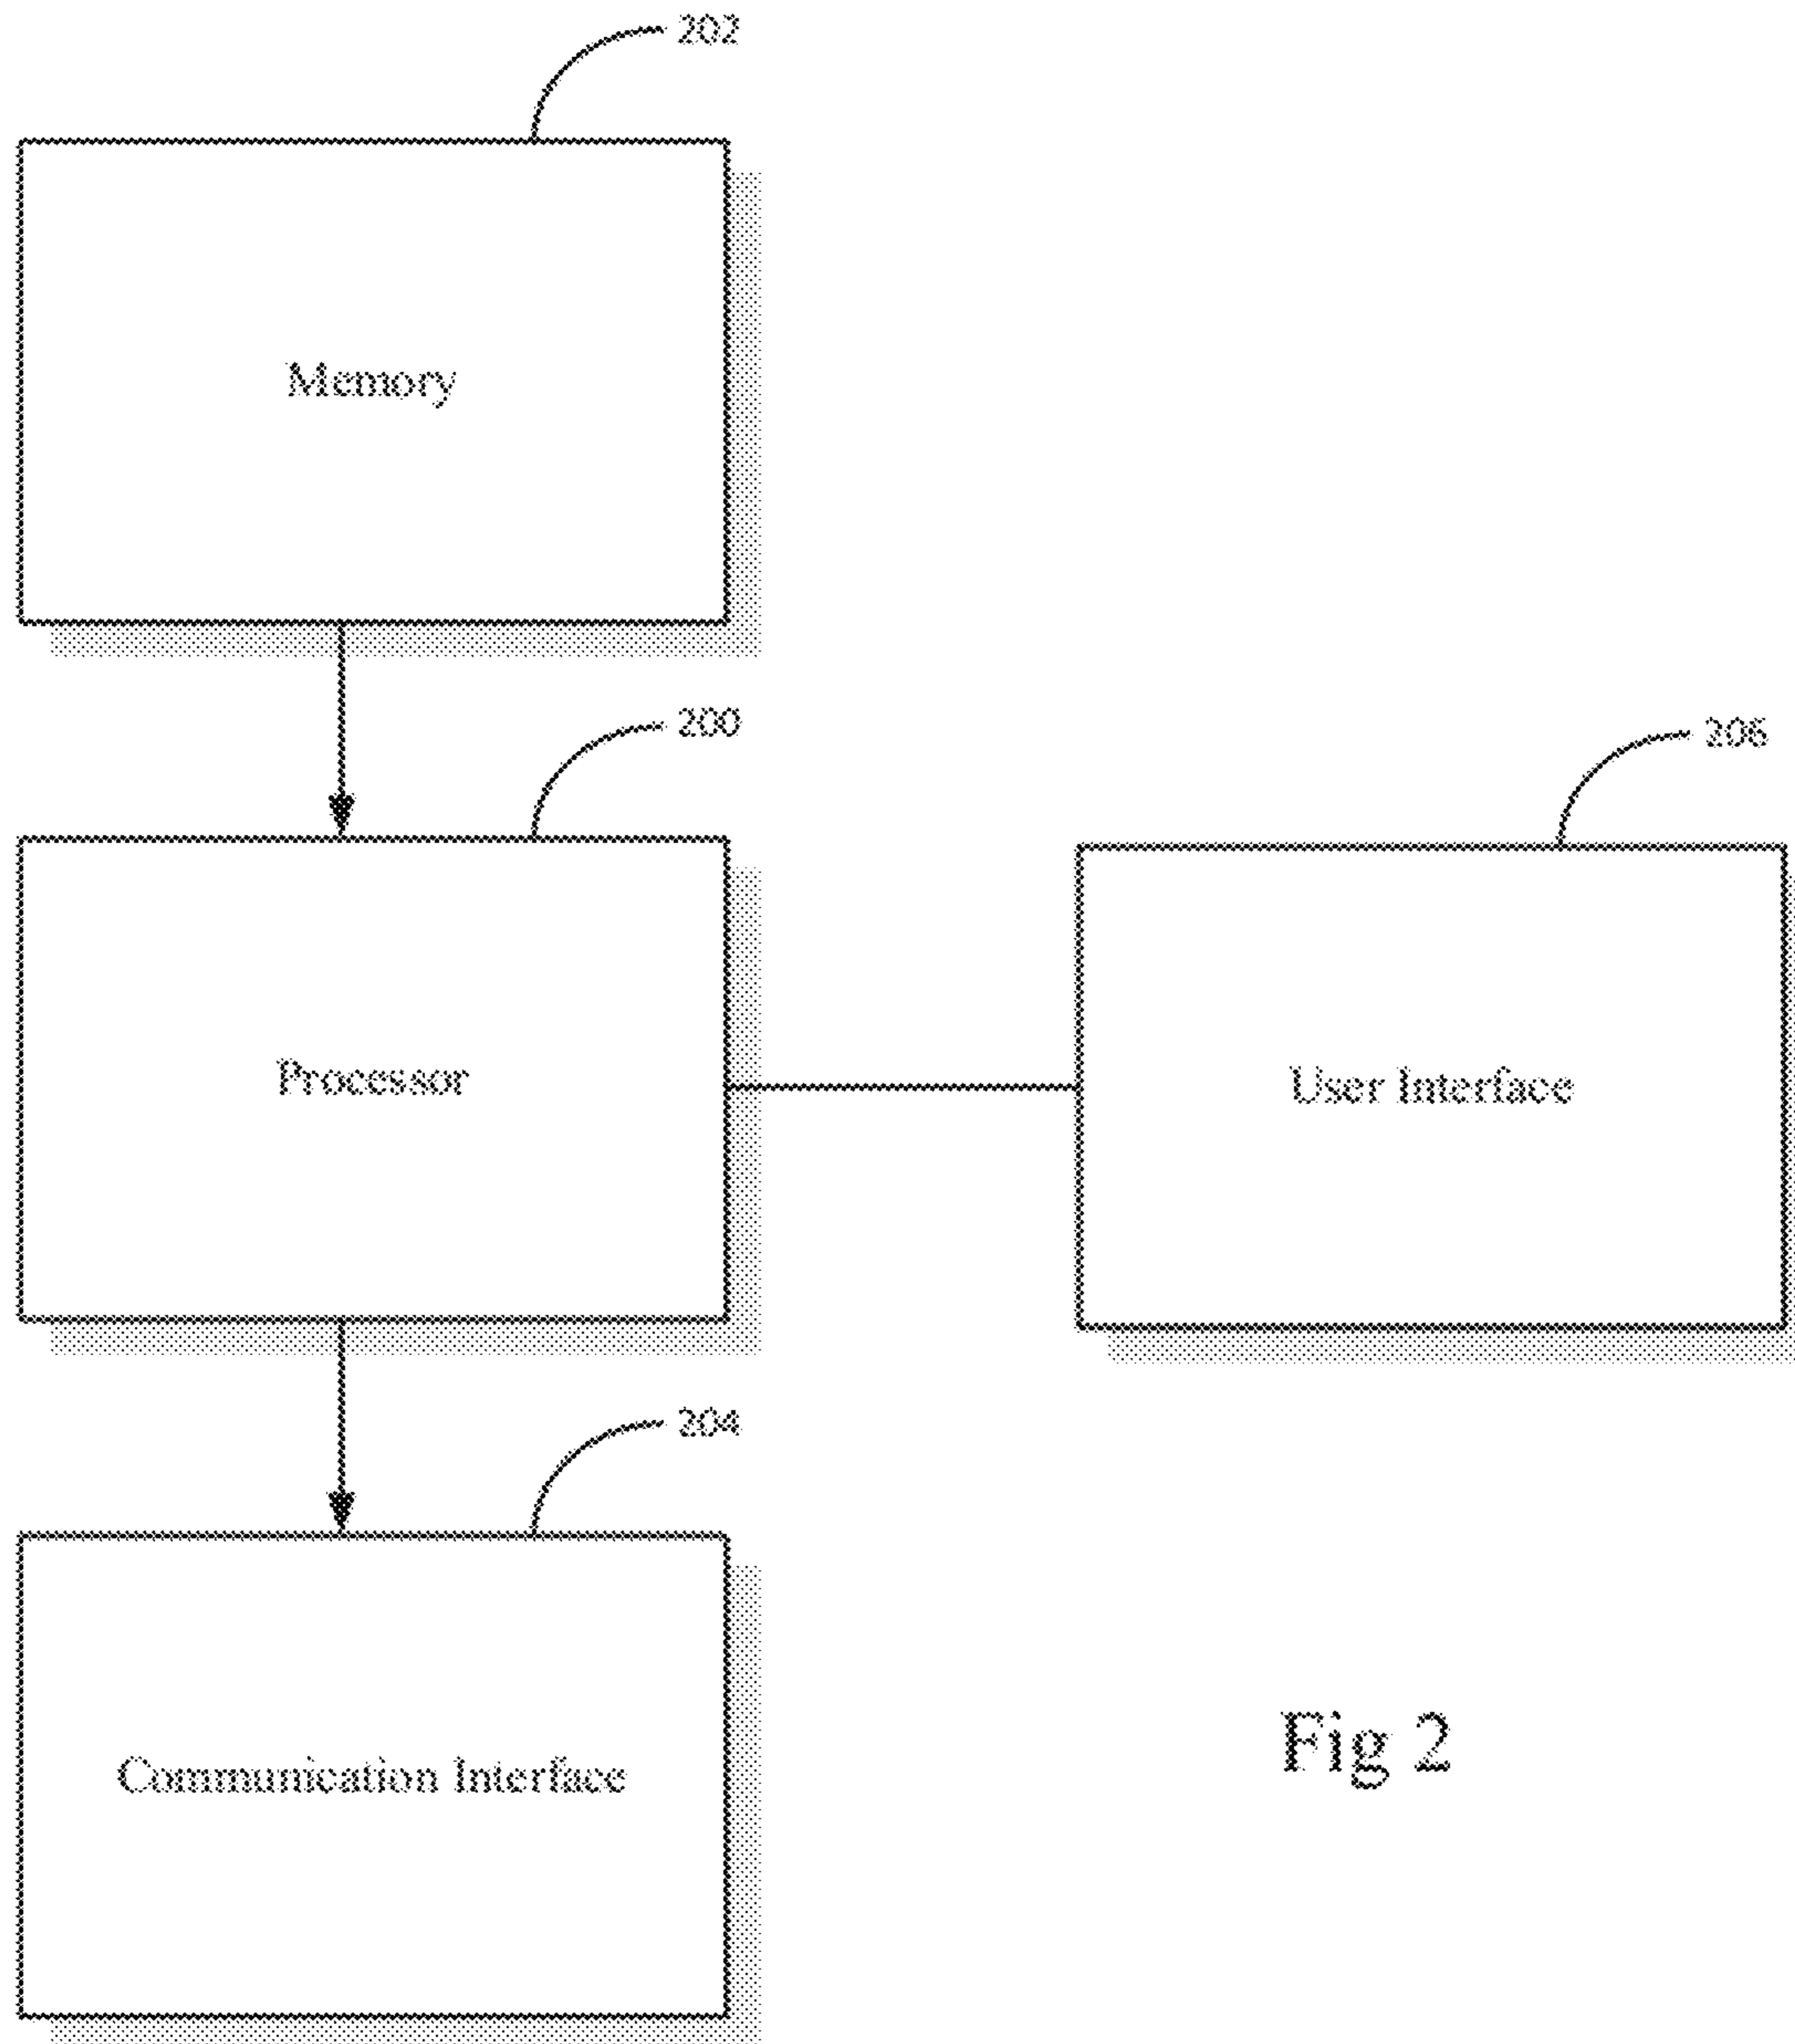 202
Memory
200
206
Processor
User Interface
204
Communication Interface
Fig 2